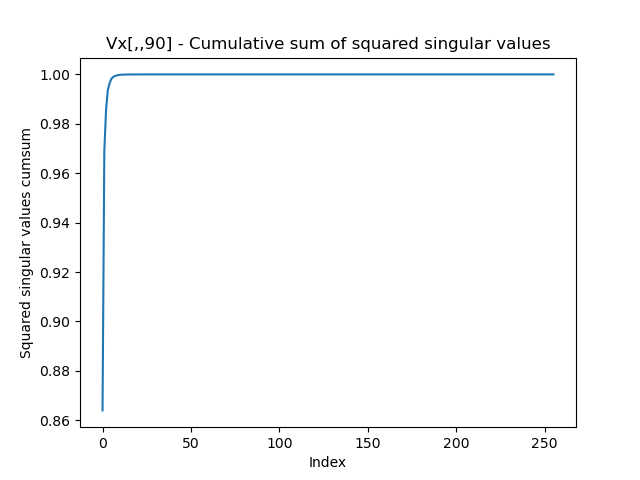 Vx[,,90] - Cumulative sum of squared singular values
1.00
0.98
0.96
0.94
0.92
0.90
0.88
0.86
Squared singular values cumsum
0 50 100 150 200 250
Index